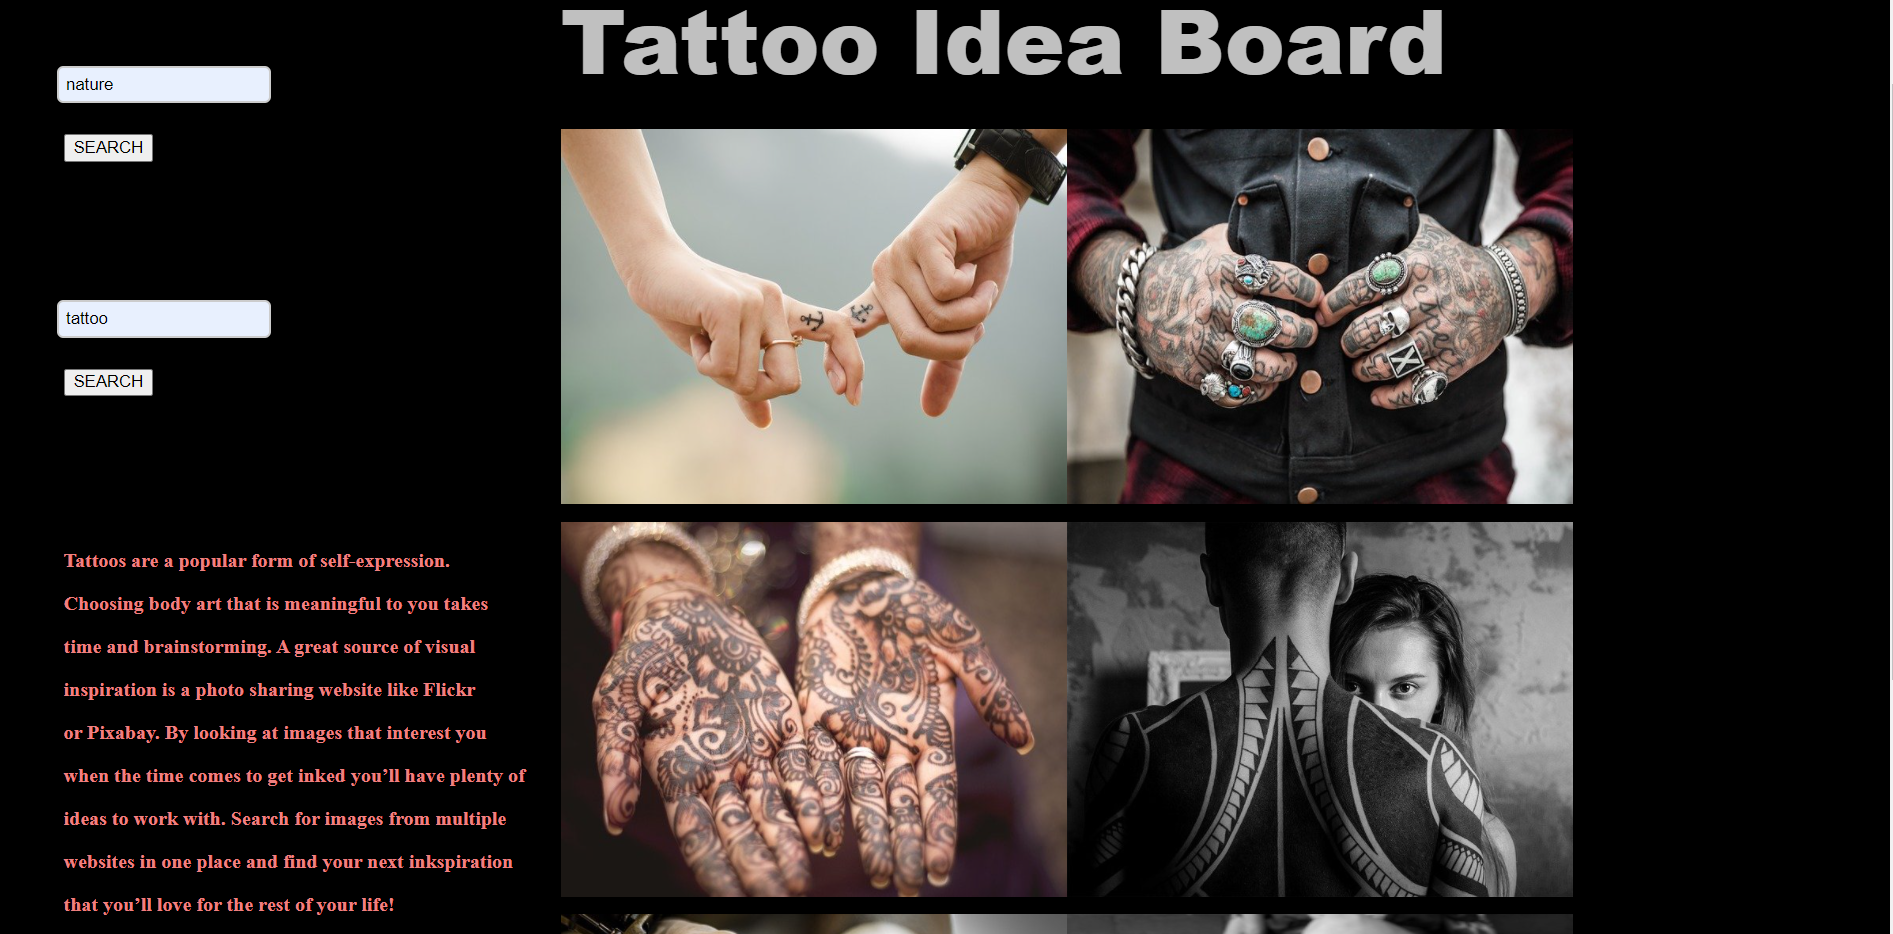 Tattoo Idea Board
nature
SEARCH
tattoo
SEARCH
Tattoos are a popular form of self-expression.
Choosing body art that is meaningful to you takes
time and brainstorming. A great source of visual
inspiration is a photo sharing website like Flickr
or Pixabay. By looking at images that interest you
when the time comes to get inked you’ll have plenty of
ideas to work with. Search for images from multiple
websites in one place and find your next inkspiration
that you’ll love for the rest of your life!